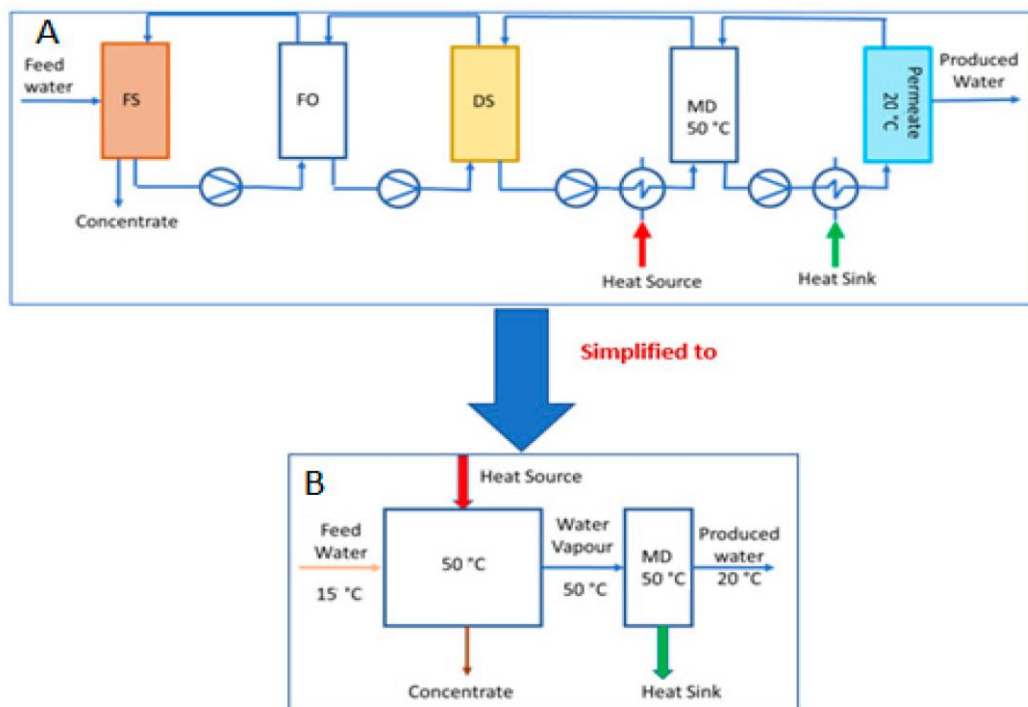 A
Feed
water
FS
FO
DS
MD
50 °C
Permeate
20 °C
Produced
Water
Concentrate
Heat Source
Heat Sink
Simplified to
B
Heat Source
Feed
Water
15 °C
50 °C
Water
Vapour
50 °C
MD
50 °C
Produced
water
20 °C
Concentrate
Heat Sink